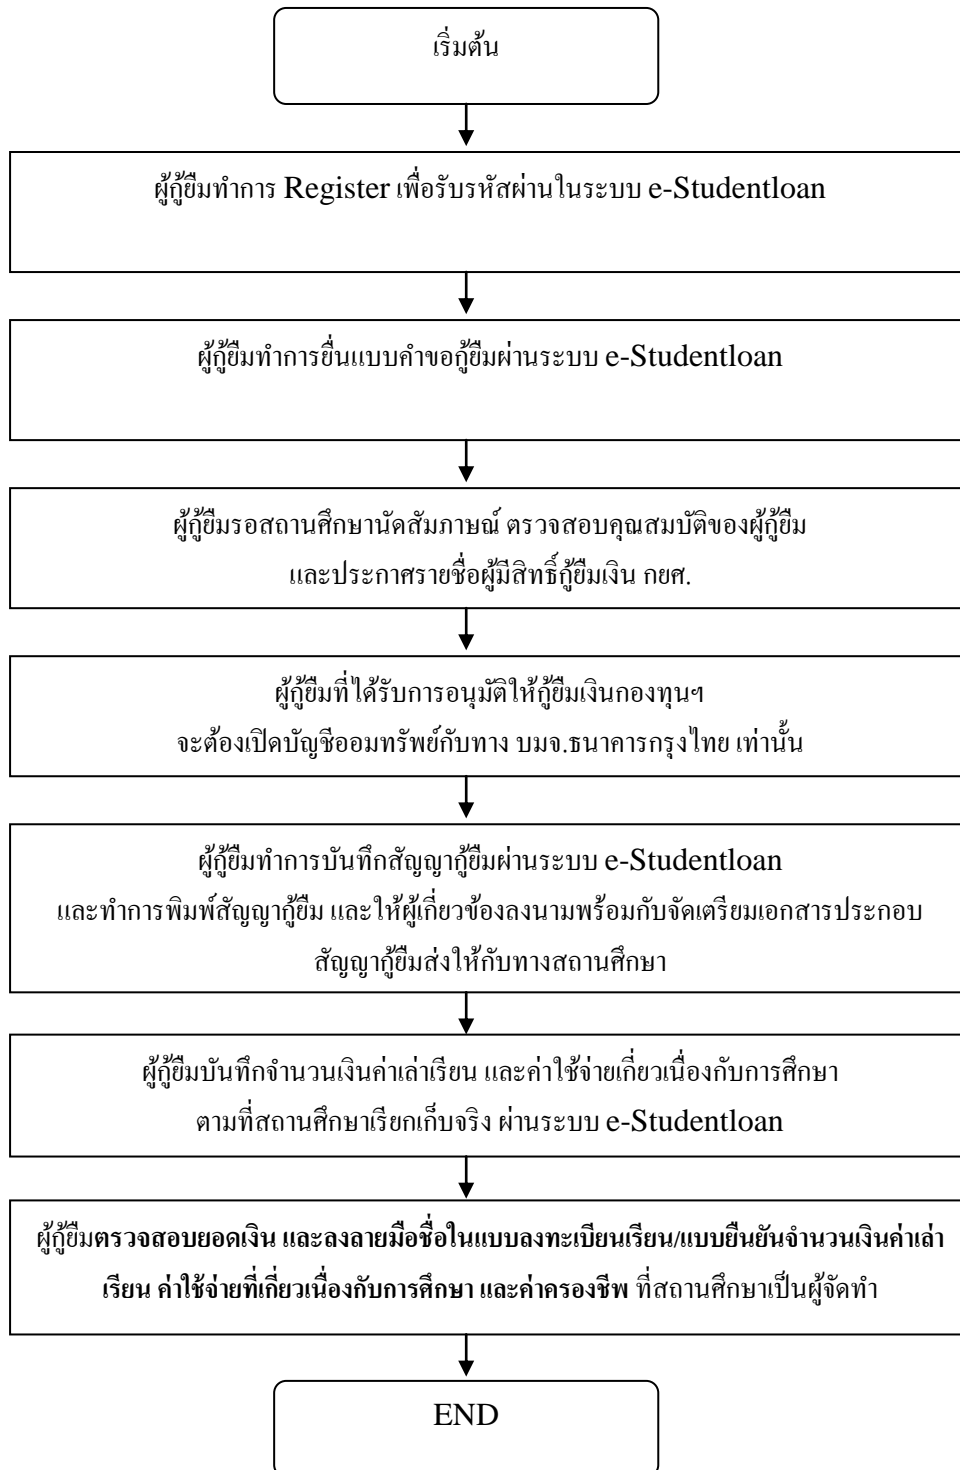 เริ่มต้น
ผู้กู้ยืมทำการ Register เพื่อรับรหัสผ่านในระบบ e-Studentloan
ผู้กู้ยืมทำการยื่นแบบคำขอกู้ยืมผ่านระบบ e-Studentloan
ผู้กู้ยืมรอสถานศึกษานัดสัมภาษณ์ ตรวจสอบคุณสมบัติของผู้กู้ยืม
และประกาศรายชื่อผู้มีสิทธิ์กู้ยืมเงิน กยศ.
ผู้กู้ยืมที่ได้รับการอนุมัติให้กู้ยืมเงินกองทุนฯ
จะต้องเปิดบัญชีออมทรัพย์กับทาง บมจ.ธนาคารกรุงไทย เท่านั้น
ผู้กู้ยืมทำการบันทึกสัญญากู้ยืมผ่านระบบ e-Studentloan
และทำการพิมพ์สัญญากู้ยืม และให้ผู้เกี่ยวข้องลงนามพร้อมกับจัดเตรียมเอกสารประกอบ
สัญญากู้ยืมส่งให้กับทางสถานศึกษา
ผู้กู้ยืมบันทึกจำนวนเงินค่าเล่าเรียน และค่าใช้จ่ายเกี่ยวเนื่องกับการศึกษา
ตามที่สถานศึกษาเรียกเก็บจริง ผ่านระบบ e-Studentloan
ผู้กู้ยืมตรวจสอบยอดเงิน และลงลายมือชื่อในแบบลงทะเบียนเรียน/แบบยืนยันจำนวนเงินค่าเล่า
เรียน ค่าใช้จ่ายที่เกี่ยวเนื่องกับการศึกษา และค่าครองชีพ ที่สถานศึกษาเป็นผู้จัดทำ
END